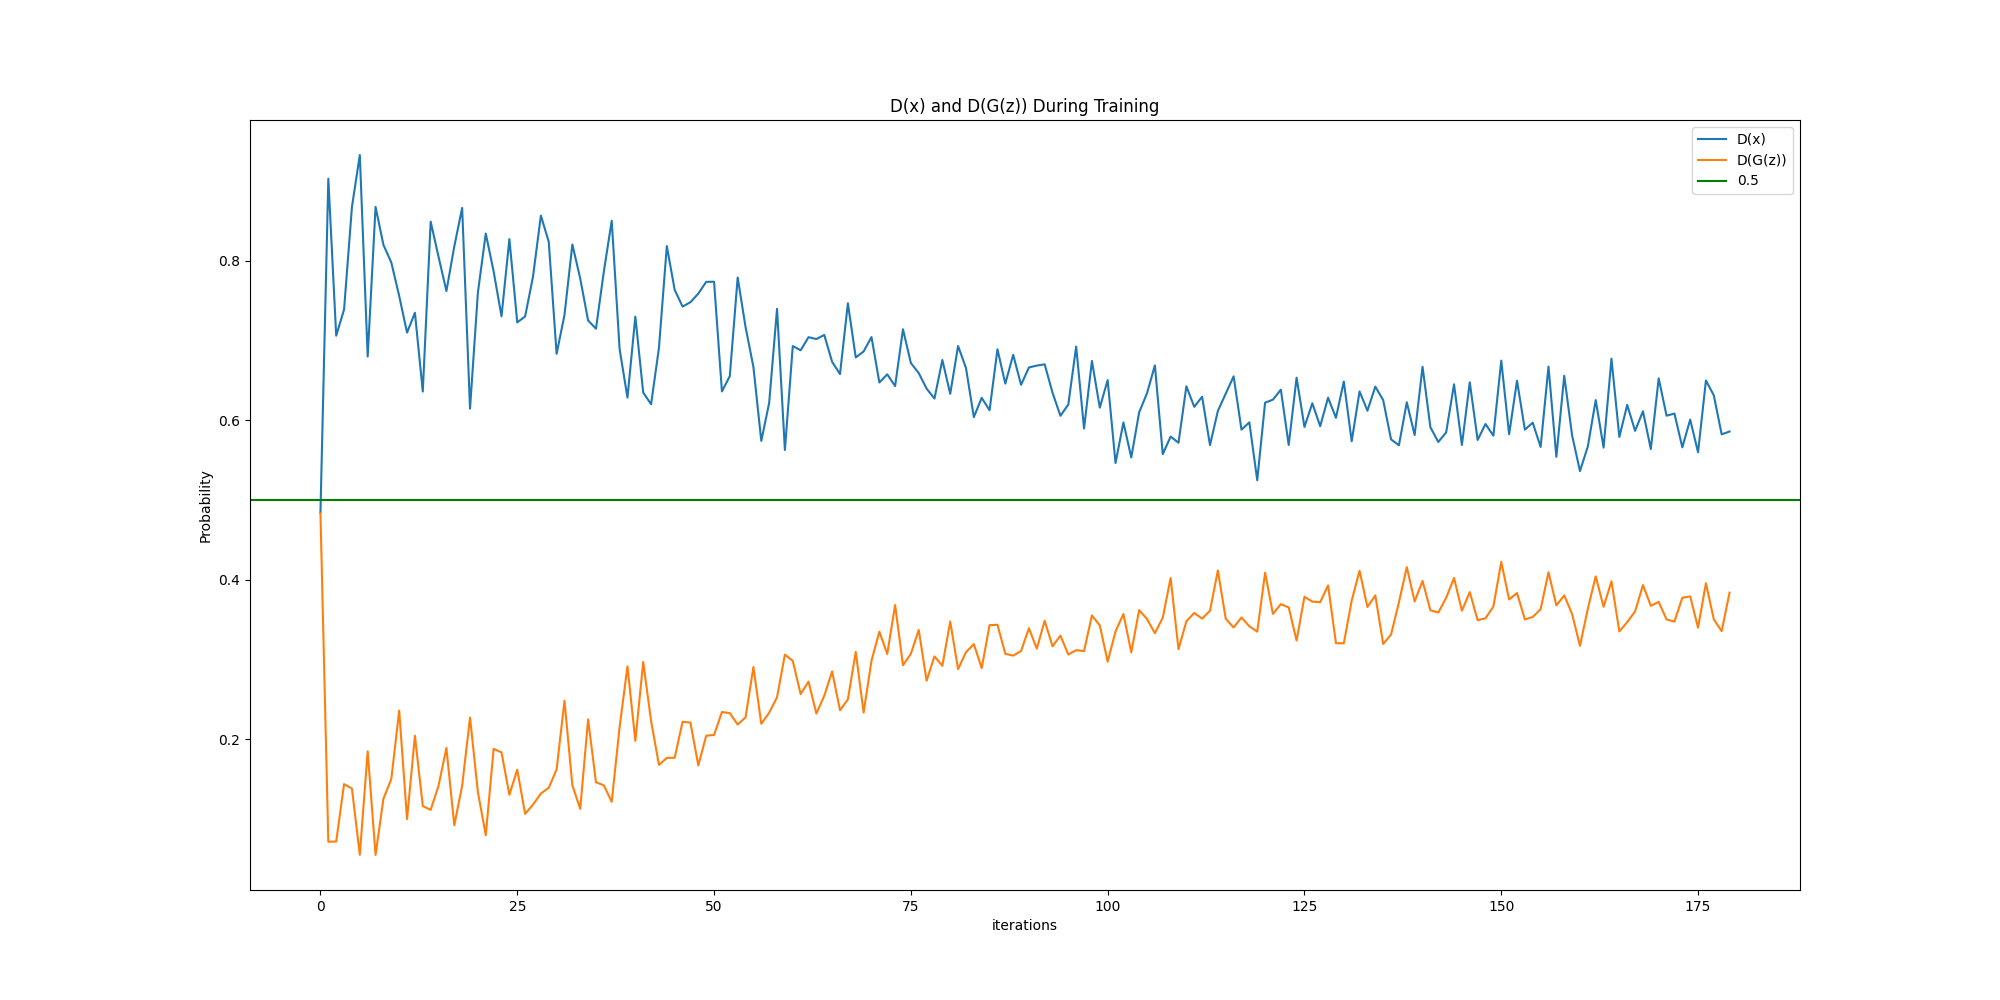 D(x) and D(G(z)) During Training
D(x)
D(G(z))
0.5
0.8
0.6
0.4
0.2
Probability
0 25 50 75 100 125 150 175
iterations